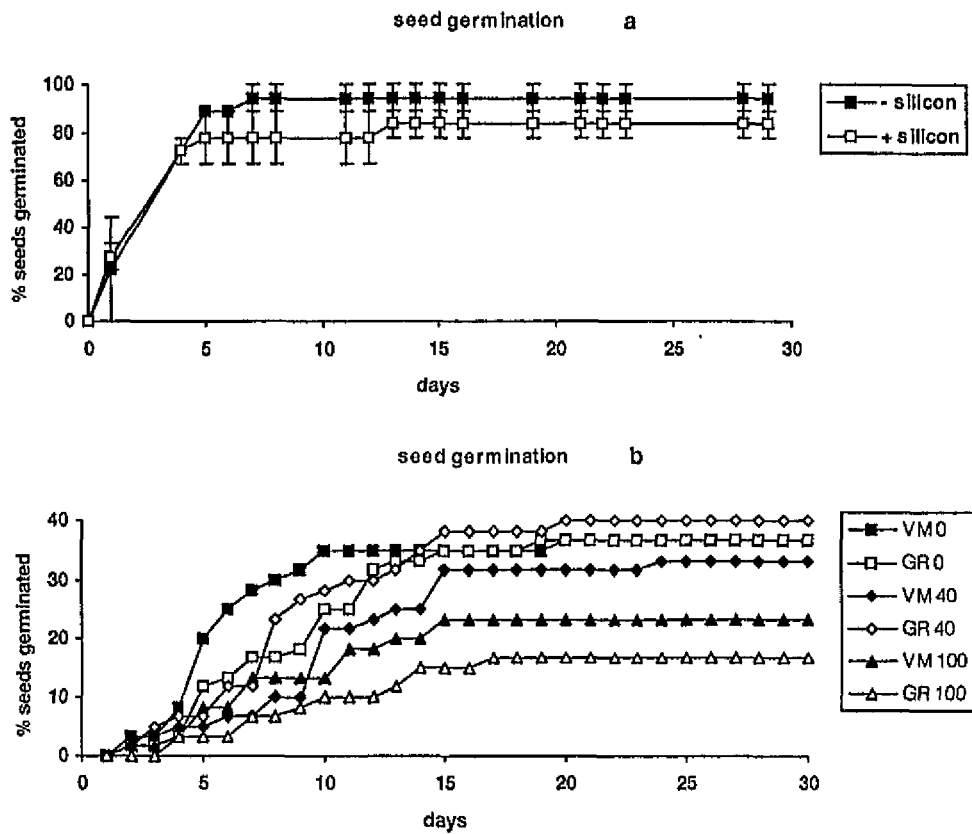 seed germination a
% seeds germinated
100
80
60
40
20
0
0 5 10 15 20 25 30
days
- silicon
+ silicon
seed germination b
% seeds germinated
40
30
20
10
0
0 5 10 15 20 25 30
days
VM 0
GR 0
VM 40
GR 40
VM 100
GR 100